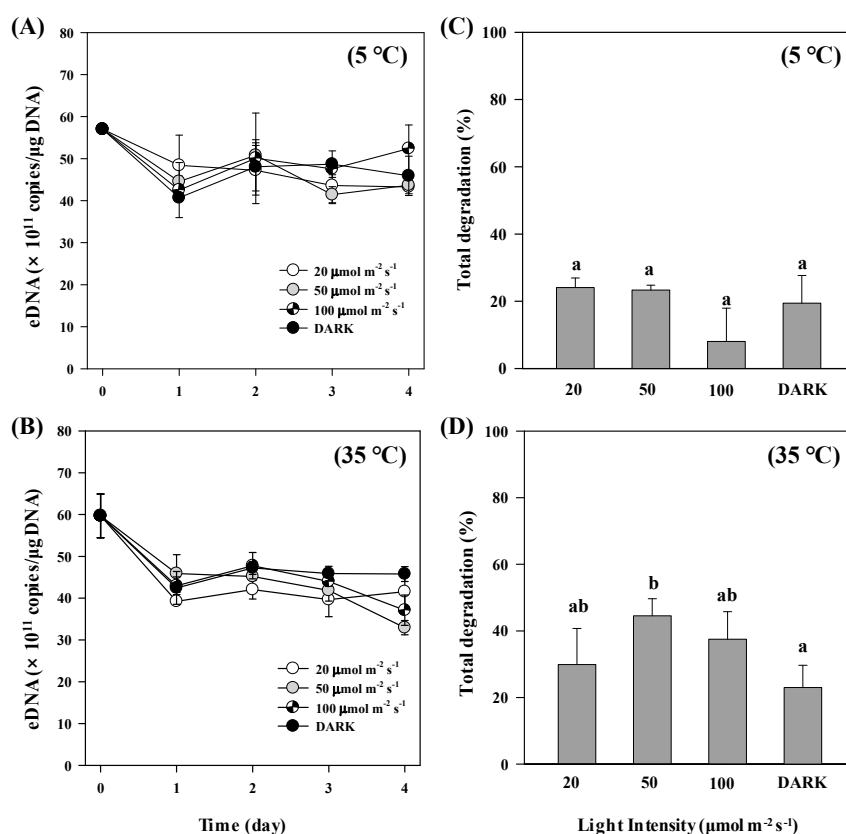 (A)
(5 °C)
eDNA (× 10¹¹ copies/µg DNA)
80
70
60
50
40
30
20
10
0
20 µmol m⁻² s⁻¹
50 µmol m⁻² s⁻¹
100 µmol m⁻² s⁻¹
DARK
0 1 2 3 4
(C)
(5 °C)
Total degradation (%)
100
80
60
40
20
0
a a a a
20 50 100 DARK
(B)
(35 °C)
eDNA (× 10¹¹ copies/µg DNA)
80
70
60
50
40
30
20
10
0
20 µmol m⁻² s⁻¹
50 µmol m⁻² s⁻¹
100 µmol m⁻² s⁻¹
DARK
0 1 2 3 4
Time (day)
(D)
(35 °C)
Total degradation (%)
100
80
60
40
20
0
ab b ab a
20 50 100 DARK
Light Intensity (µmol m⁻² s⁻¹)